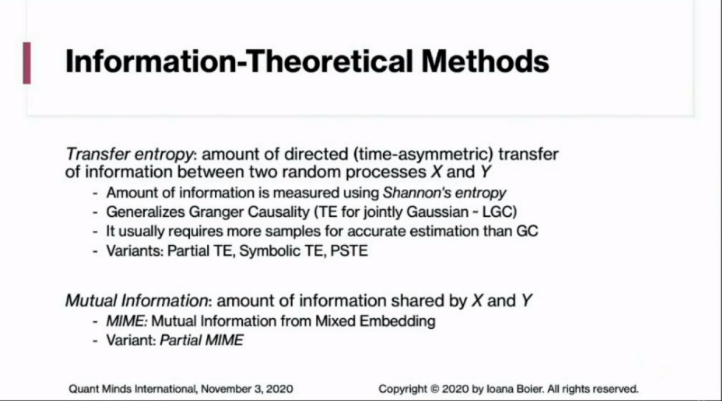 Information-Theoretical Methods
Transfer entropy: amount of directed (time-asymmetric) transfer
of information between two random processes X and Y
- Amount of information is measured using Shannon's entropy
- Generalizes Granger Causality (TE for jointly Gaussian ~ LGC)
- It usually requires more samples for accurate estimation than GC
- Variants: Partial TE, Symbolic TE, PSTE
Mutual Information: amount of information shared by X and Y
- MIME: Mutual Information from Mixed Embedding
- Variant: Partial MIME
Quant Minds International, November 3, 2020 Copyright © 2020 by Ioana Boier. All rights reserved.